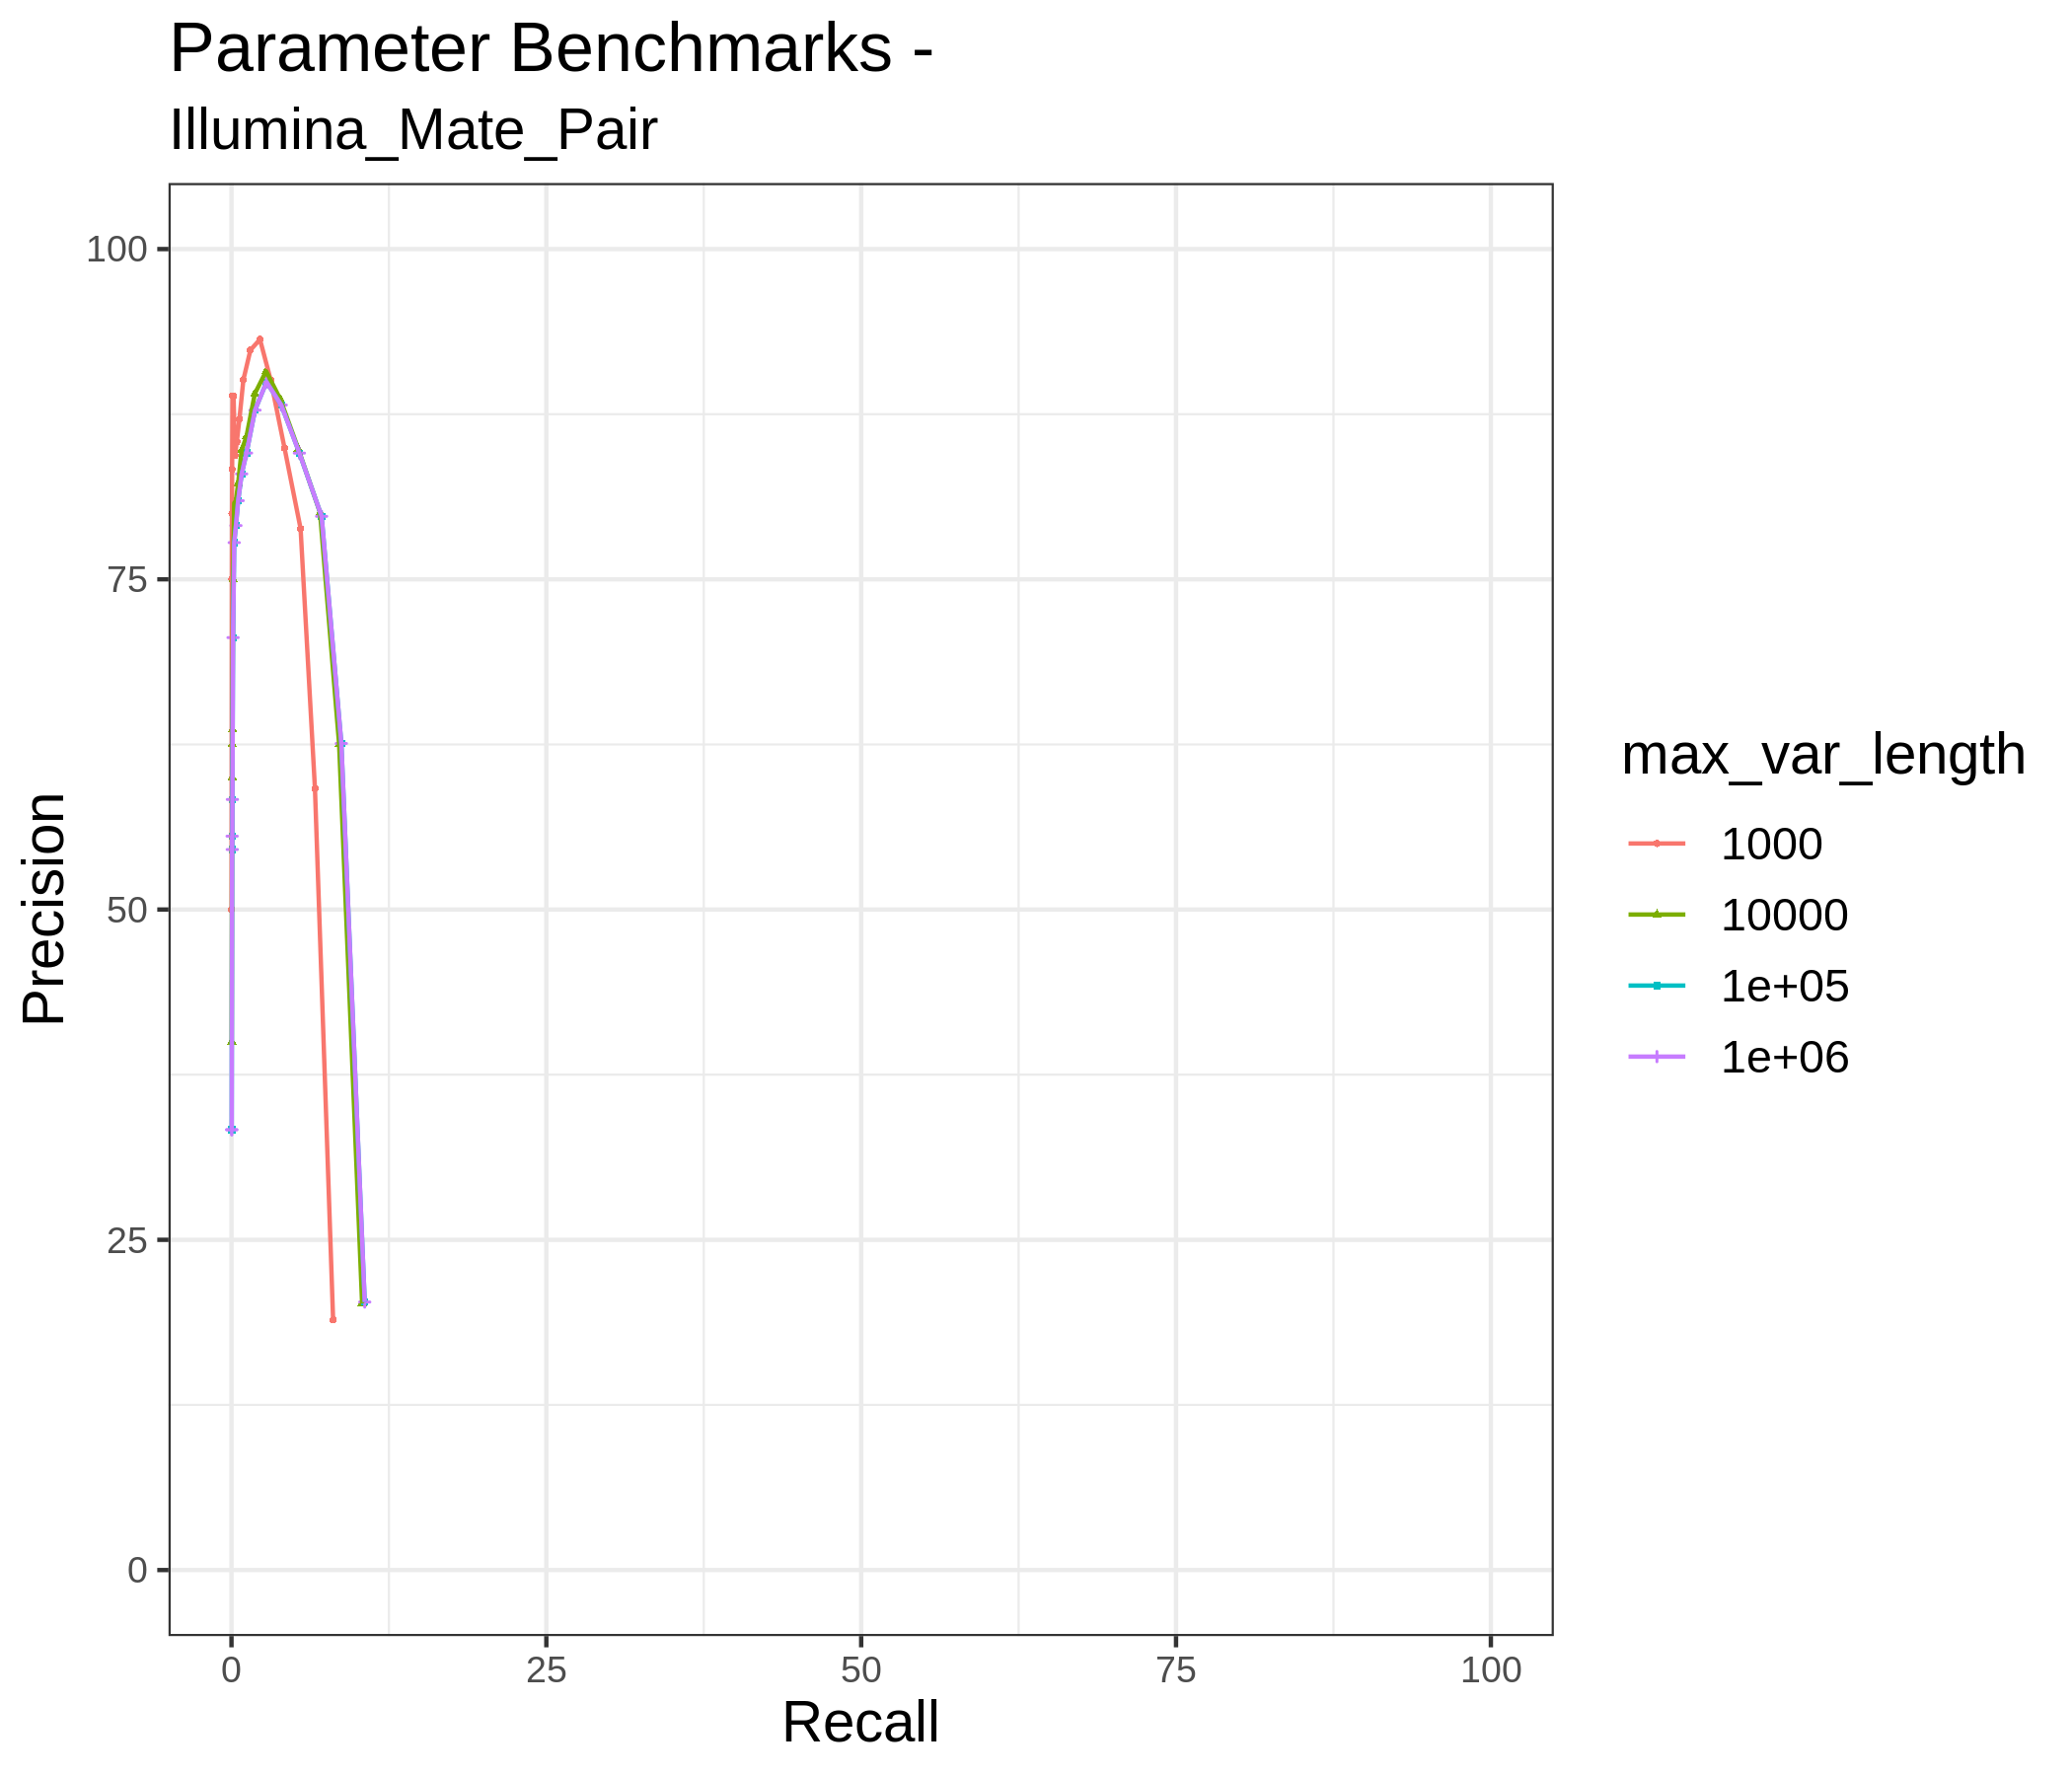 Parameter Benchmarks -
Illumina_Mate_Pair
100
75
50
25
0
Precision
0 25 50 75 100
Recall
max_var_length
1000
10000
1e+05
1e+06